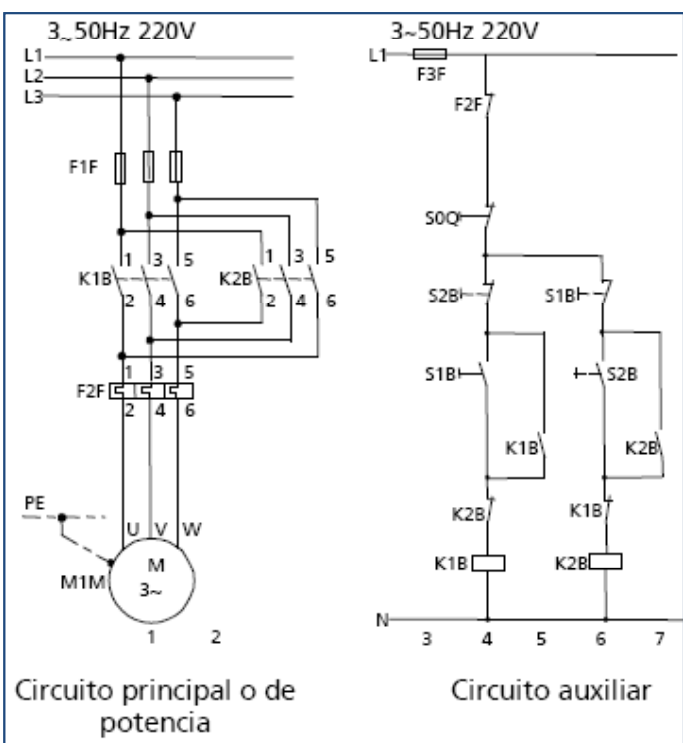 3~50Hz 220V
L1
L2
L3
F1F
1 3 5
K1B
2 4 6
1 3 5
K2B
2 4 6
1 3 5
F2F
2 4 6
PE
U V W
M1M
M
3~
1 2
Circuito principal o de
potencia
3~50Hz 220V
L1
F3F
F2F
S0Q
S2B S1B
S1B S2B
K1B K2B
K2B K1B
K1B K2B
N
3 4 5 6 7
Circuito auxiliar